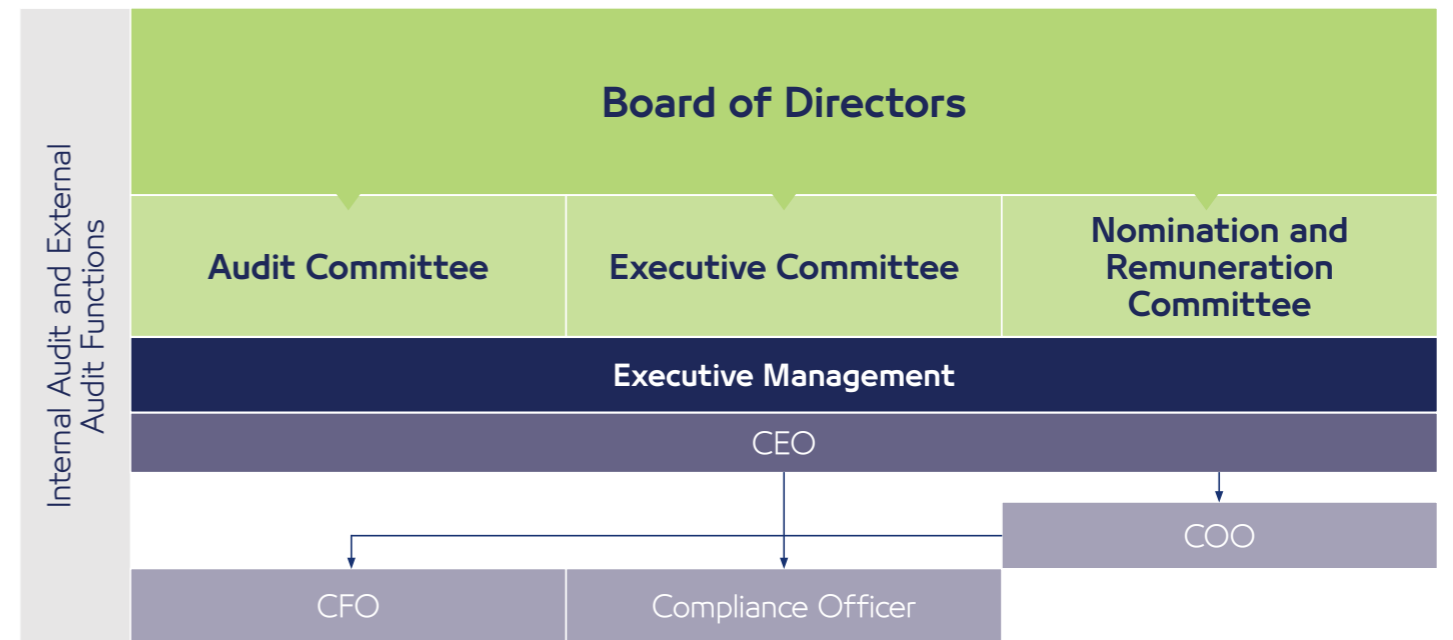 Internal Audit and External
Audit Functions
Board of Directors
Audit Committee
Executive Committee
Nomination and
Remuneration
Committee
Executive Management
CEO
COO
CFO
Compliance Officer